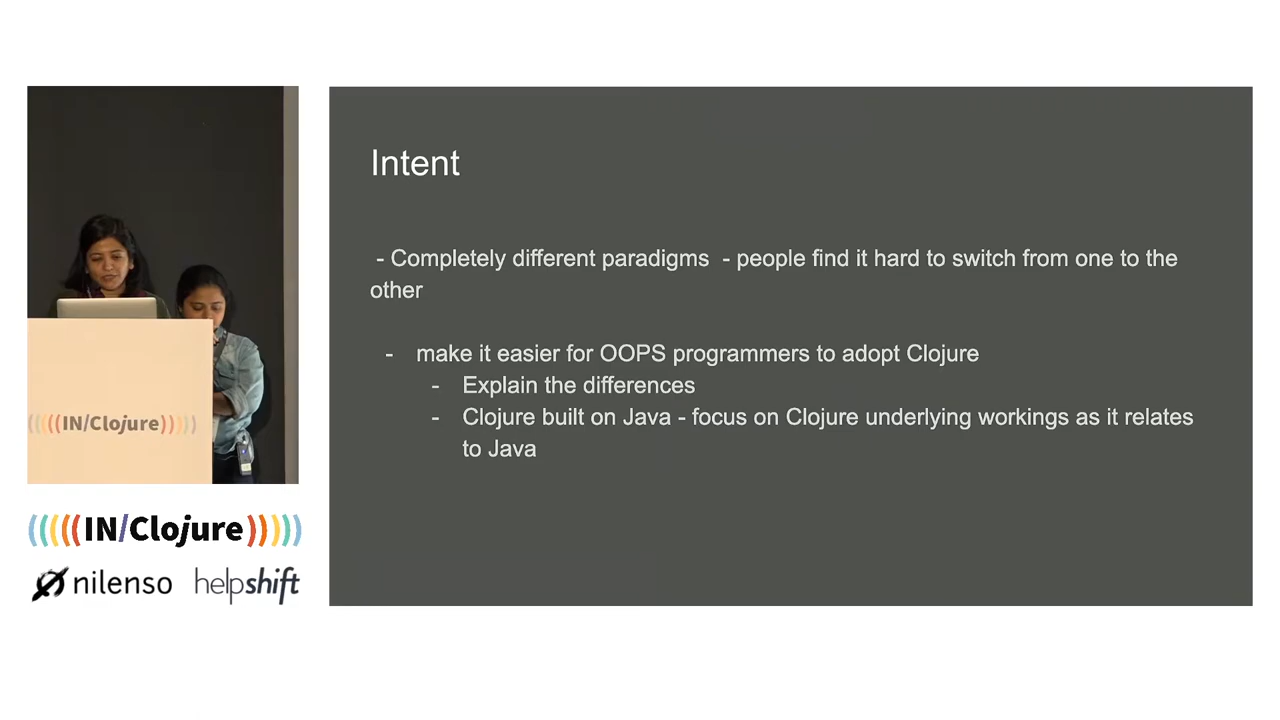 Intent
- Completely different paradigms - people find it hard to switch from one to the
other
- make it easier for OOPS programmers to adopt Clojure
- Explain the differences
- Clojure built on Java - focus on Clojure underlying workings as it relates
to Java
(((((IN/Clojure)))))
(((((IN/Clojure)))))
nilenso helpshift